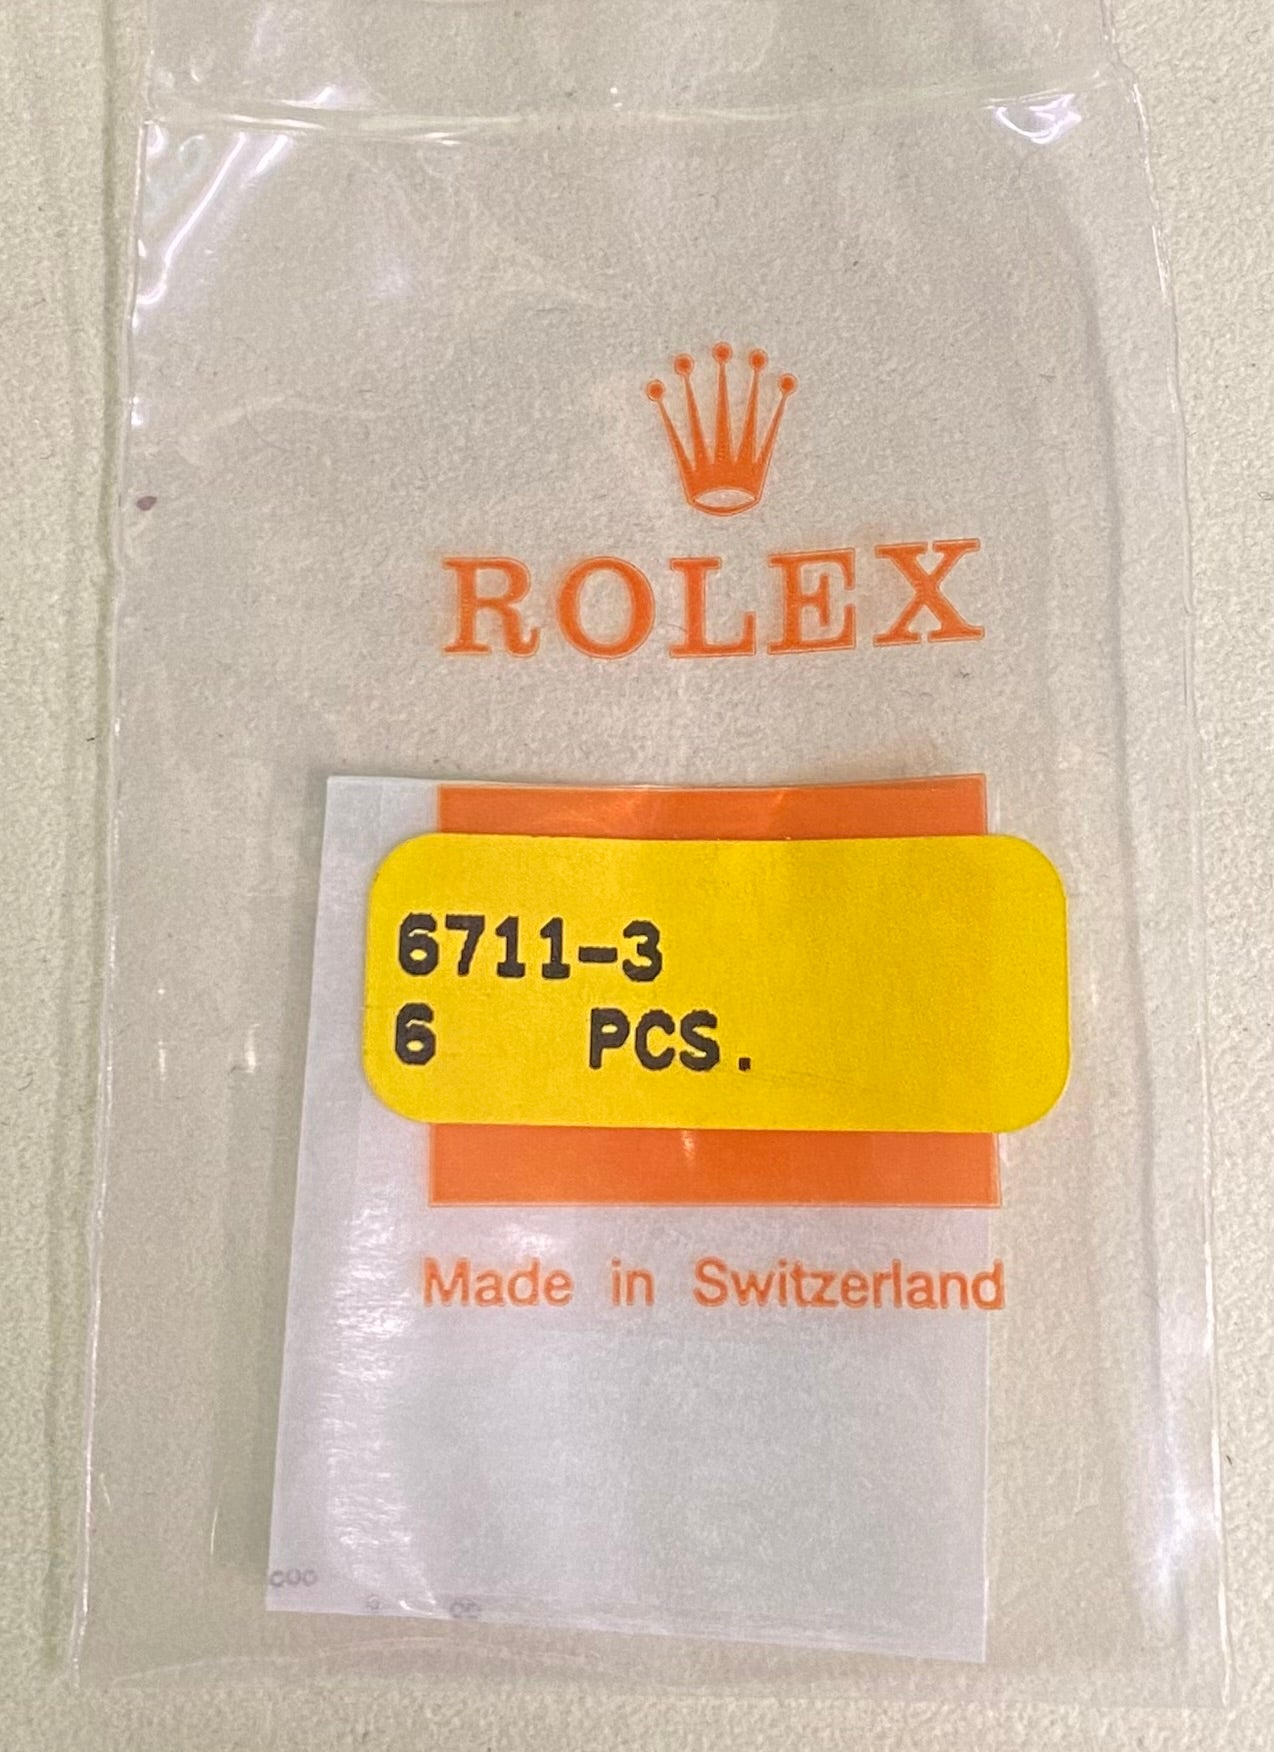 ROLEX
6711-3
6 PCS.
Made in Switzerland